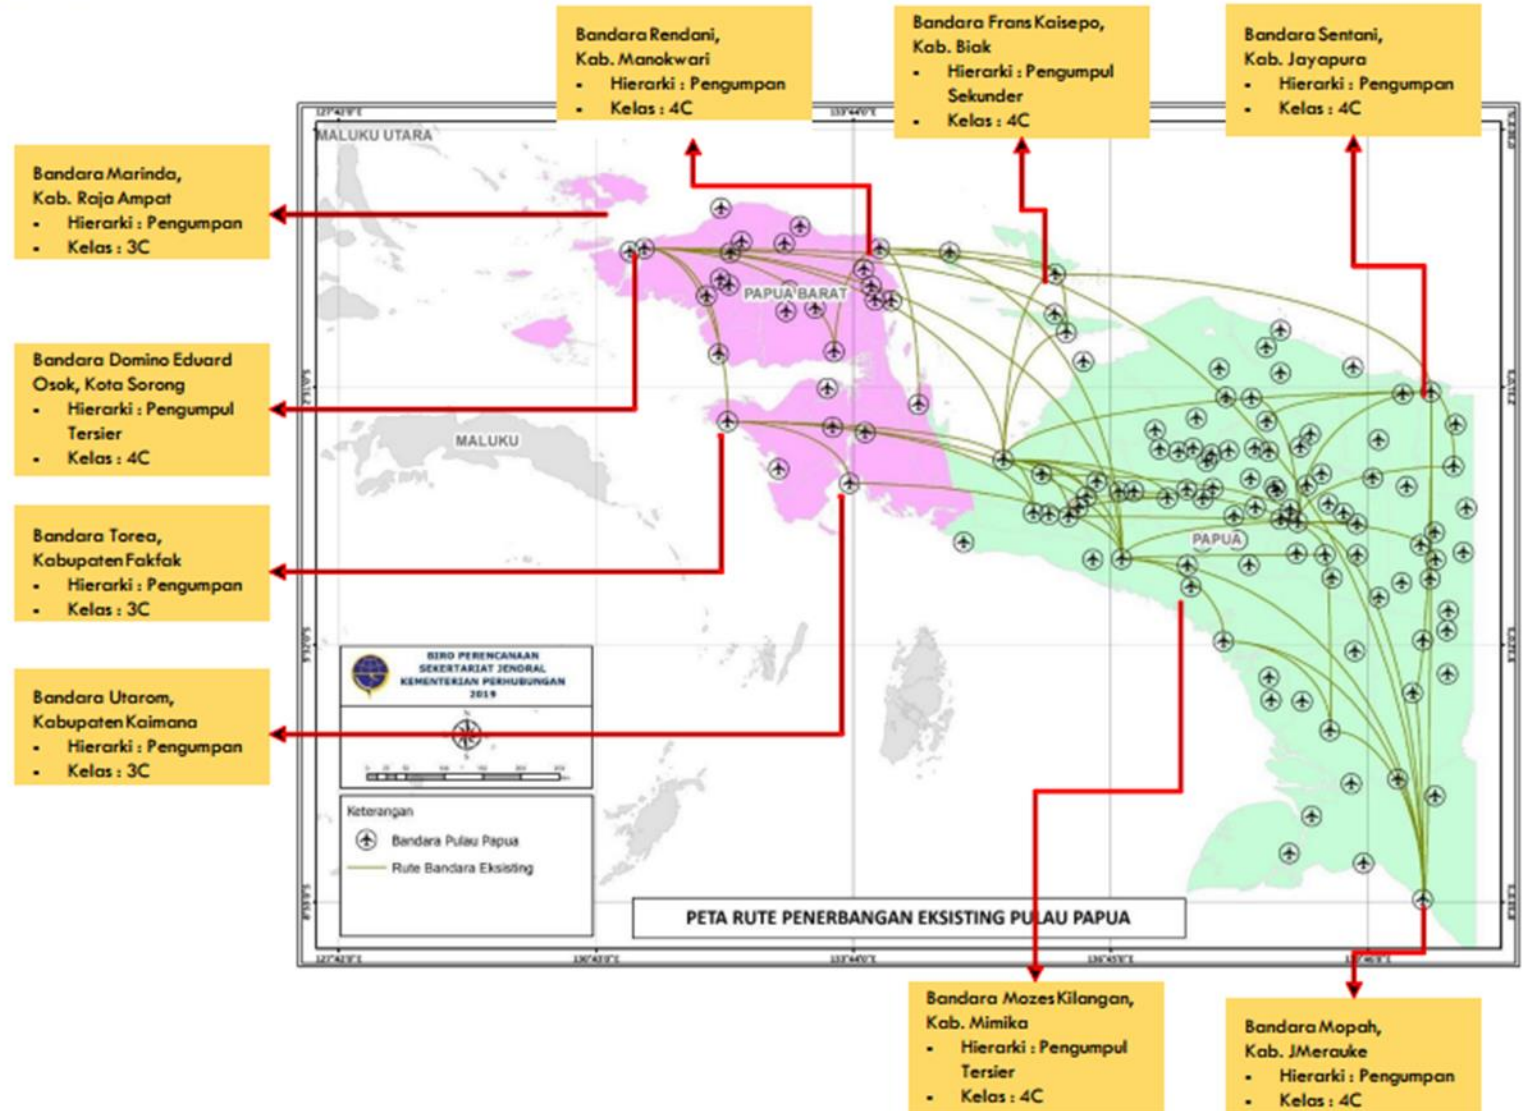 Bandara Rendani,
Kab. Manokwari
▪ Hierarki : Pengumpan
▪ Kelas : 4C
Bandara Frans Kaisepo,
Kab. Biak
▪ Hierarki : Pengumpul
Sekunder
▪ Kelas : 4C
Bandara Sentani,
Kab. Jayapura
▪ Hierarki : Pengumpan
▪ Kelas : 4C
Bandara Marinda,
Kab. Raja Ampat
▪ Hierarki : Pengumpan
▪ Kelas : 3C
Bandara Domino Eduard
Osok, Kota Sorong
▪ Hierarki : Pengumpul
Tersier
▪ Kelas : 4C
Bandara Torea,
Kabupaten Fakfak
▪ Hierarki : Pengumpan
▪ Kelas : 3C
Bandara Utarom,
Kabupaten Kaimana
▪ Hierarki : Pengumpan
▪ Kelas : 3C
MALUKU UTARA
PAPUA BARAT
MALUKU
PAPUA
BIRO PERENCANAAN
SEKERTARIAT JENDRAL
KEMENTERIAN PERHUBUNGAN
2019
Keterangan
Bandara Pulau Papua
Rute Bandara Eksisting
PETA RUTE PENERBANGAN EKSISTING PULAU PAPUA
Bandara Mozes Kilangan,
Kab. Mimika
▪ Hierarki : Pengumpul
Tersier
▪ Kelas : 4C
Bandara Mopah,
Kab. JMerauke
▪ Hierarki : Pengumpan
▪ Kelas : 4C